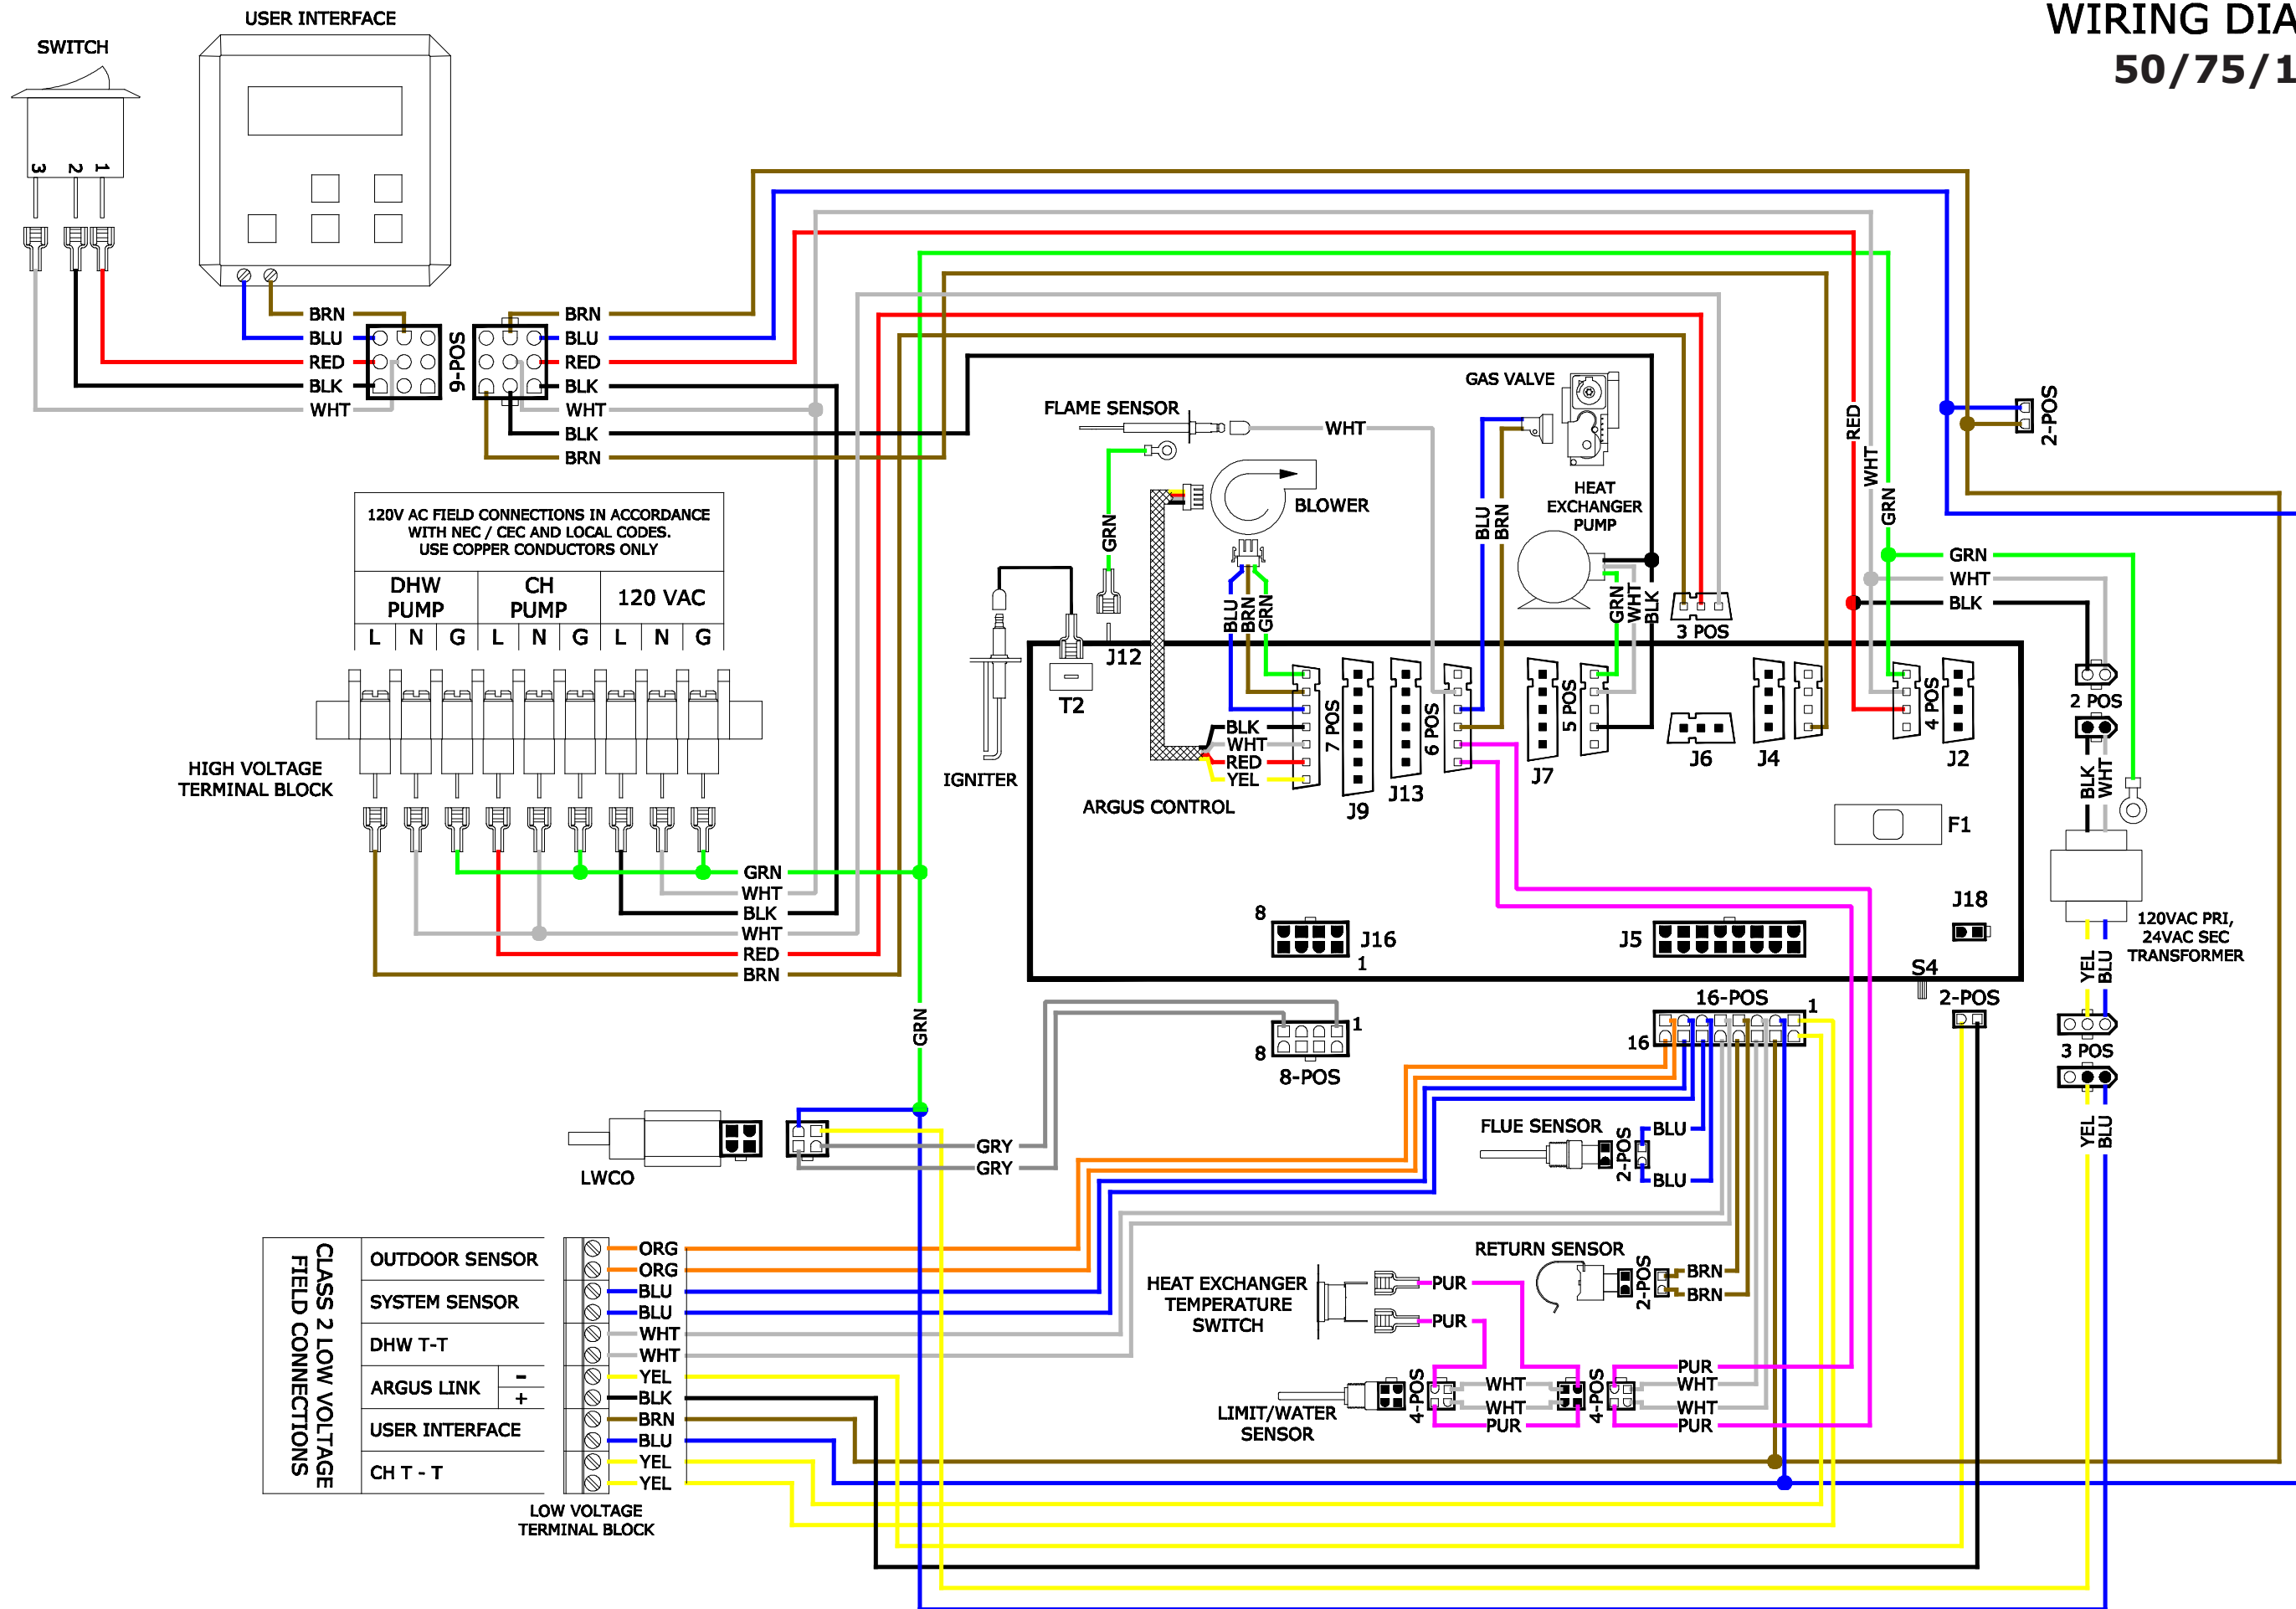 WIRING DIA
50/75/1
USER INTERFACE
SWITCH
3
2
1
BRN
BLU
RED
BLK
WHT
9-POS
BRN
BLU
RED
BLK
WHT
BLK
BRN
120V AC FIELD CONNECTIONS IN ACCORDANCE
WITH NEC / CEC AND LOCAL CODES.
USE COPPER CONDUCTORS ONLY
DHW
PUMP
CH
PUMP
120 VAC
L N G L N G L N G
HIGH VOLTAGE
TERMINAL BLOCK
GRN
WHT
BLK
WHT
RED
BRN
GRN
FLAME SENSOR
WHT
GRN
BLOWER
BLU
BRN
GRN
GAS VALVE
BLU
BRN
HEAT
EXCHANGER
PUMP
GRN
WHT
BLK
3 POS
RED
WHT
GRN
2-POS
GRN
WHT
BLK
2 POS
BLK
WHT
IGNITER
T2
J12
BLK
WHT
RED
YEL
ARGUS CONTROL
7 POS
J9
J13
6 POS
J7
5 POS
J6
J4
4 POS
J2
F1
J18
8
J16
1
J5
S4
120VAC PRI,
24VAC SEC
TRANSFORMER
YEL
BLU
3 POS
YEL
BLU
2-POS
16-POS
1
16
1
8
8-POS
LWCO
GRY
GRY
FLUE SENSOR
2-POS
BLU
BLU
RETURN SENSOR
2-POS
BRN
BRN
HEAT EXCHANGER
TEMPERATURE
SWITCH
PUR
PUR
LIMIT/WATER
SENSOR
4-POS
WHT
WHT
PUR
4-POS
PUR
WHT
WHT
PUR
CLASS 2 LOW VOLTAGE
FIELD CONNECTIONS
OUTDOOR SENSOR
SYSTEM SENSOR
DHW T-T
ARGUS LINK
-
+
USER INTERFACE
CH T - T
ORG
ORG
BLU
BLU
WHT
WHT
YEL
BLK
BRN
BLU
YEL
YEL
LOW VOLTAGE
TERMINAL BLOCK